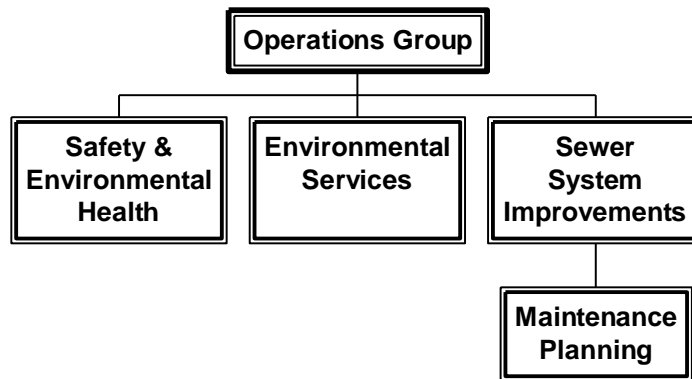 Operations Group
Safety &
Environmental
Health
Environmental
Services
Sewer
System
Improvements
Maintenance
Planning